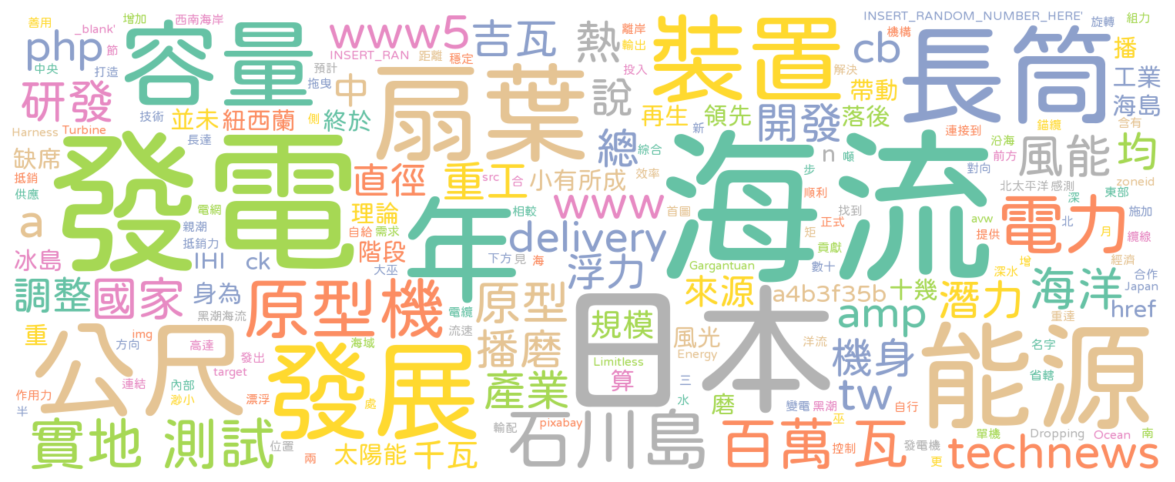 善用 增加 西南海岸 www5 吉瓦 熱 離岸 INSERT_RANDOM_NUMBER_HERE'
_blank' 容量 INSERT_RAN 距離 穩定 輸出 裝置 機構 旋轉 組力
php 節 扇葉 說 投入 cb 長筒 播
中央 打造 預計 拖曳 中 解決 帶動 工業
研發 技術 並未 紐西蘭 側 終於 再生 領先 開發 落後 錨鐵 含有 海島
Harness Turbine 長達 總 新 連接到 沿海
缺席 發電 重工 綜合 噸 n 前方 風能 均
抵銷 直徑 src 合 小有所成 效率 海流 對向 zoneid
供應 電網 理論 年 www 首圖 步 順利 北太平洋 感測
a 親潮 自給 需求 相較 找到 正式 深 東部
抵銷力 階段 delivery 矩 貢獻 avw 提供 電力 施加
冰島 IHI ck 大巫 下方 見 海 浮力 數十 北 月 纜線
Gargantuan 增 深水 經濟 合作
調整 國家 身為 原型機 電纜 原型 來源 a4b3f35b 十幾 潛力 海洋 Japan
黑潮海流 流速 日本 amp 重達 href
重 img 方向 高達 發出 海域 播磨 規模 風光 洋流 名字
公尺 target Limitless Energy 機身 能源 省轄
作用力 連結 內部 渺小 漂浮 發展 產業 算 三 tw
半 處 磨 水 變電 黑潮 自行
實地 測試 位置 輸配 石川島 pixabay 百萬 瓦 巫 單機 Dropping Ocean 南
兩 太陽能 千瓦 控制 發電機 更 technews